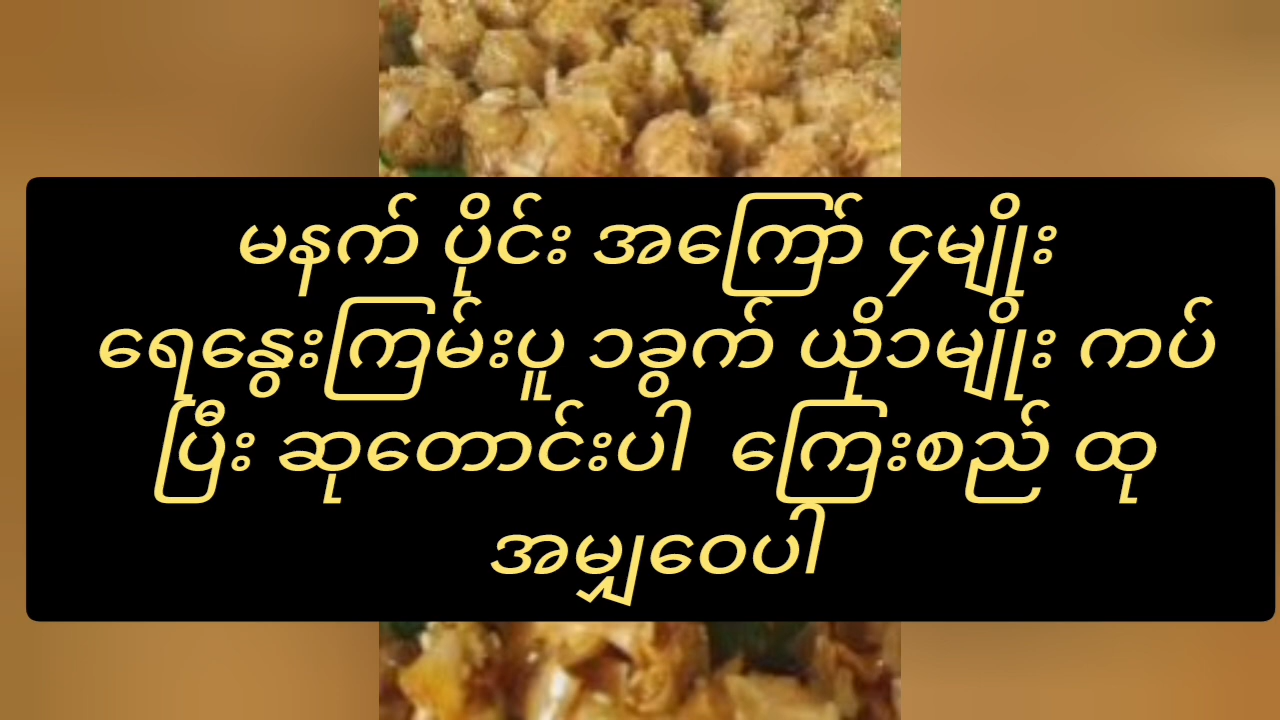 မနက် ပိုင်း အကြော် ၄မျိုး
ရေနွေးကြမ်းပူ ၁ခွက် ယို၁မျိုး ကပ်
ပြီး ဆုတောင်းပါ ကြေးစည် ထု
အမျှဝေပါ